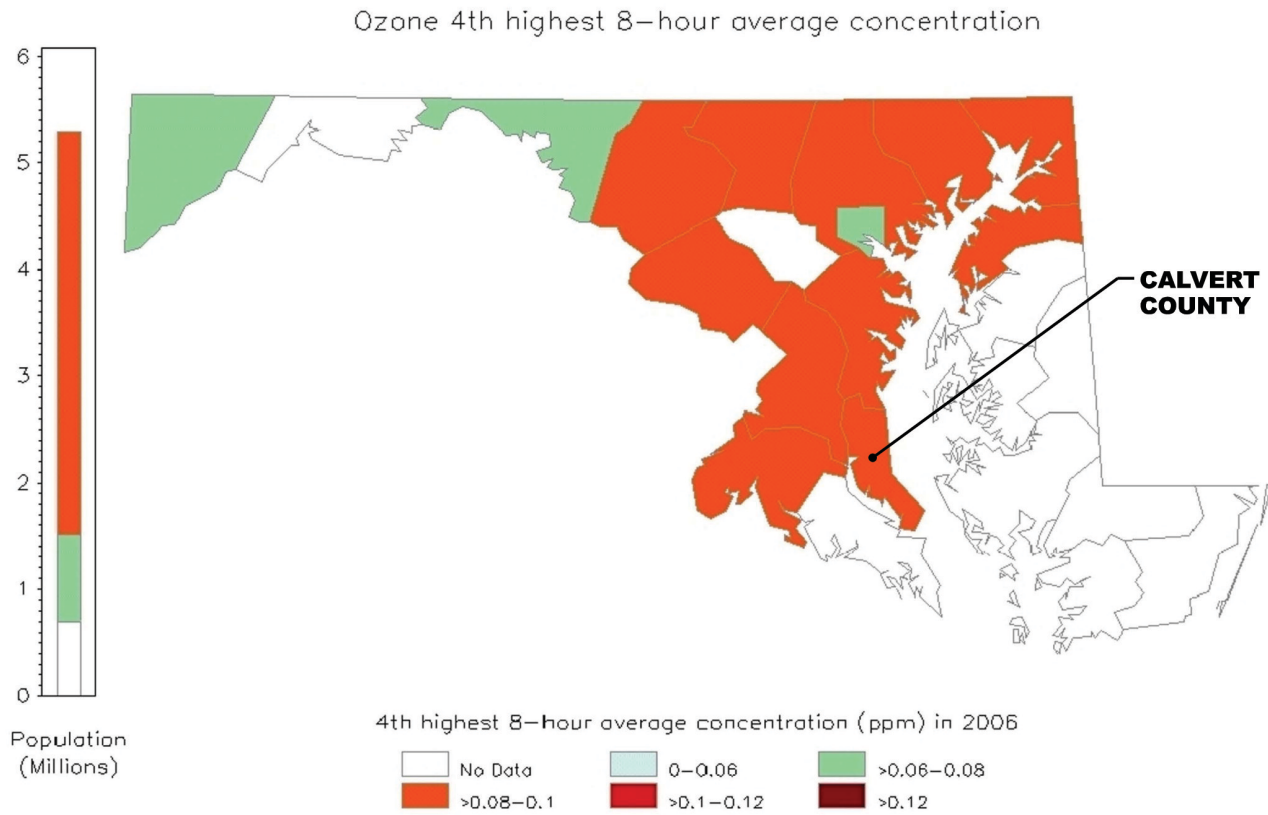 Ozone 4th highest 8-hour average concentration
6
5
4
3
2
1
0
Population
(Millions)
CALVERT
COUNTY
4th highest 8-hour average concentration (ppm) in 2006
No Data
0-0.06
>0.06-0.08
>0.08-0.1
>0.1-0.12
>0.12